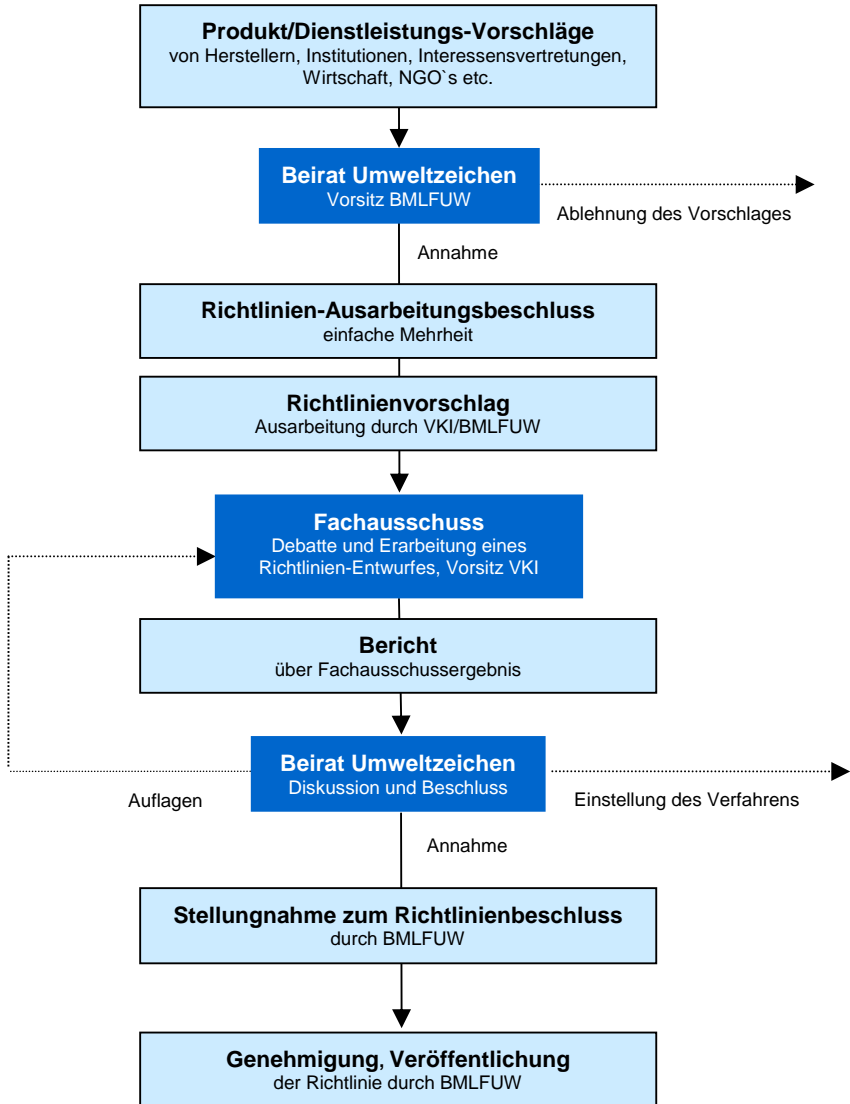 Produkt/Dienstleistungs-Vorschläge
von Herstellern, Institutionen, Interessensvertretungen,
Wirtschaft, NGO`s etc.
Beirat Umweltzeichen
Vorsitz BMLFUW
Ablehnung des Vorschlages
Annahme
Richtlinien-Ausarbeitungsbeschluss
einfache Mehrheit
Richtlinienvorschlag
Ausarbeitung durch VKI/BMLFUW
Fachausschuss
Debatte und Erarbeitung eines
Richtlinien-Entwurfes, Vorsitz VKI
Bericht
über Fachausschussergebnis
Beirat Umweltzeichen
Diskussion und Beschluss
Auflagen
Einstellung des Verfahrens
Annahme
Stellungnahme zum Richtlinienbeschluss
durch BMLFUW
Genehmigung, Veröffentlichung
der Richtlinie durch BMLFUW